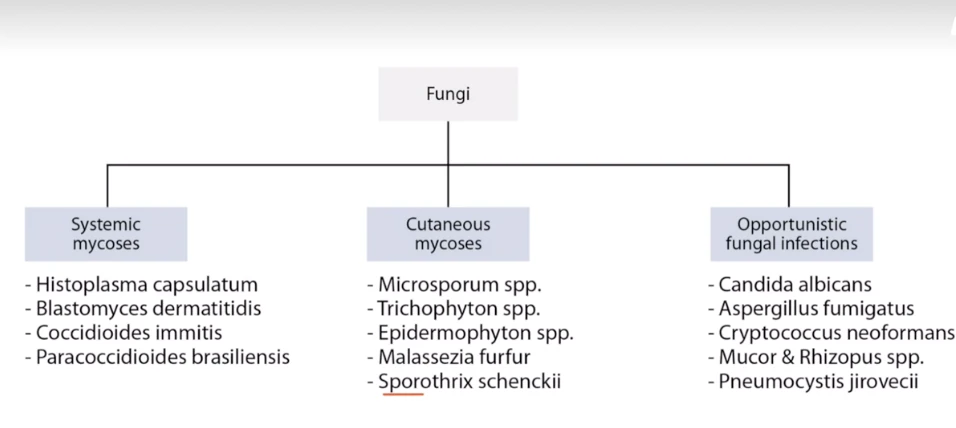 Fungi
Systemic
mycoses
- Histoplasma capsulatum
- Blastomyces dermatitidis
- Coccidioides immitis
- Paracoccidioides brasiliensis
Cutaneous
mycoses
- Microsporum spp.
- Trichophyton spp.
- Epidermophyton spp.
- Malassezia furfur
- Sporothrix schenckii
Opportunistic
fungal infections
- Candida albicans
- Aspergillus fumigatus
- Cryptococcus neoformans
- Mucor & Rhizopus spp.
- Pneumocystis jirovecii